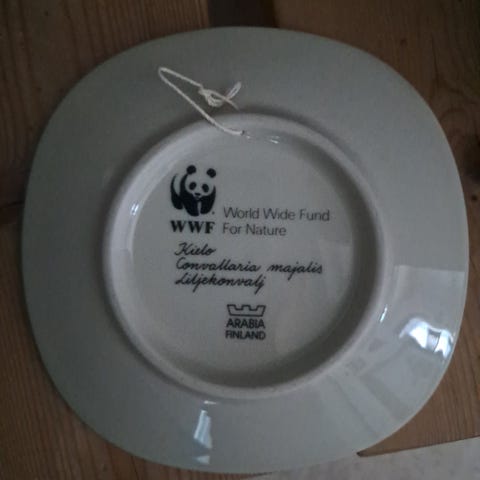 WWF
World Wide Fund
For Nature
Kielo
Convallaria majalis
Liljekonvalj
ARABIA
FINLAND